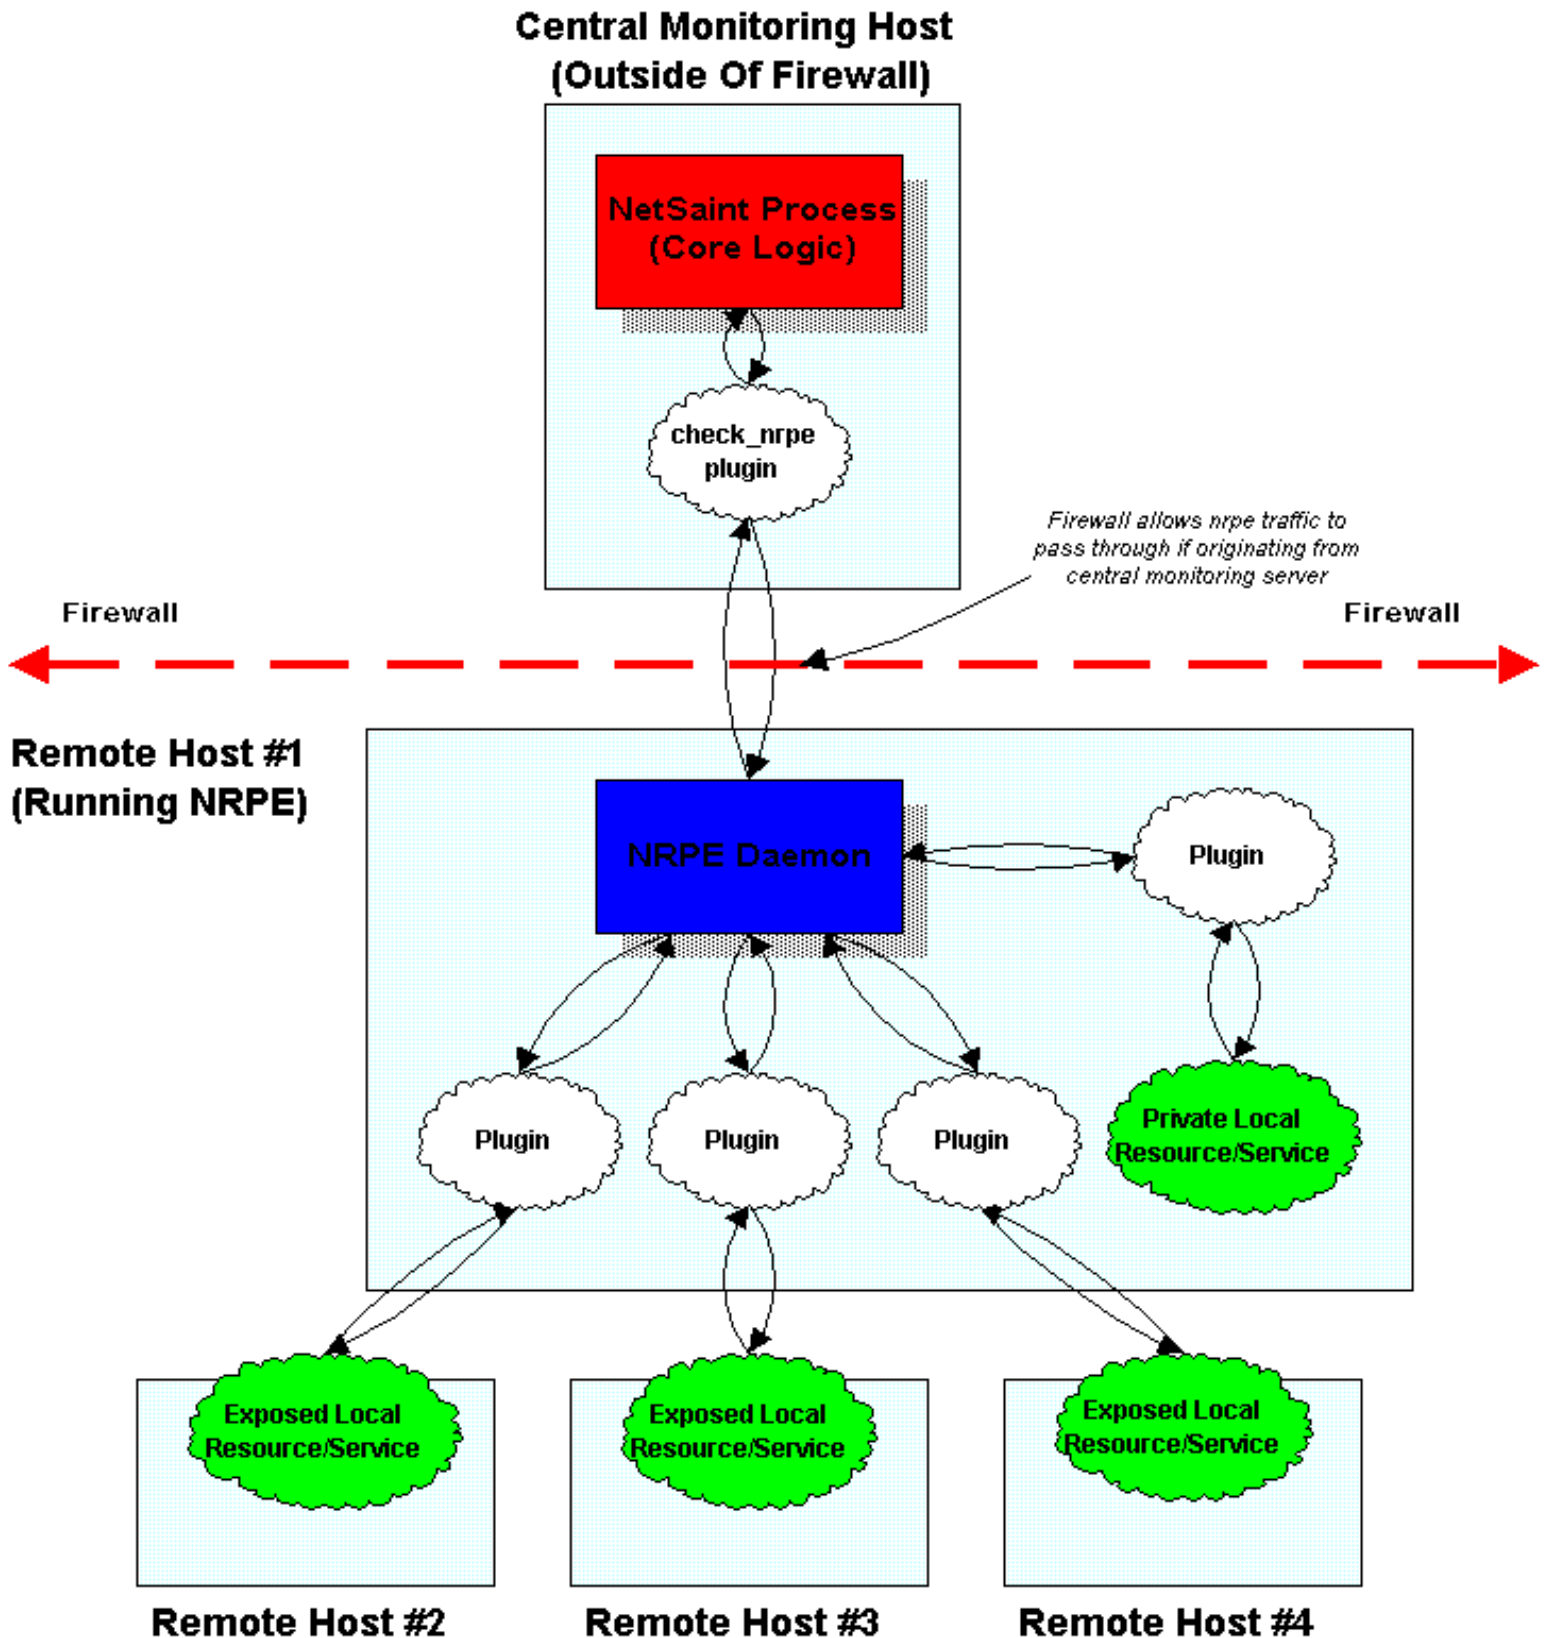 Central Monitoring Host
(Outside Of Firewall)
NetSaint Process
(Core Logic)
check_nrpe
plugin
Firewall allows nrpe traffic to
pass through if originating from
central monitoring server
Firewall
Firewall
Remote Host #1
(Running NRPE)
NRPE Daemon
Plugin
Plugin
Plugin
Plugin
Private Local
Resource/Service
Exposed Local
Resource/Service
Exposed Local
Resource/Service
Exposed Local
Resource/Service
Remote Host #2
Remote Host #3
Remote Host #4